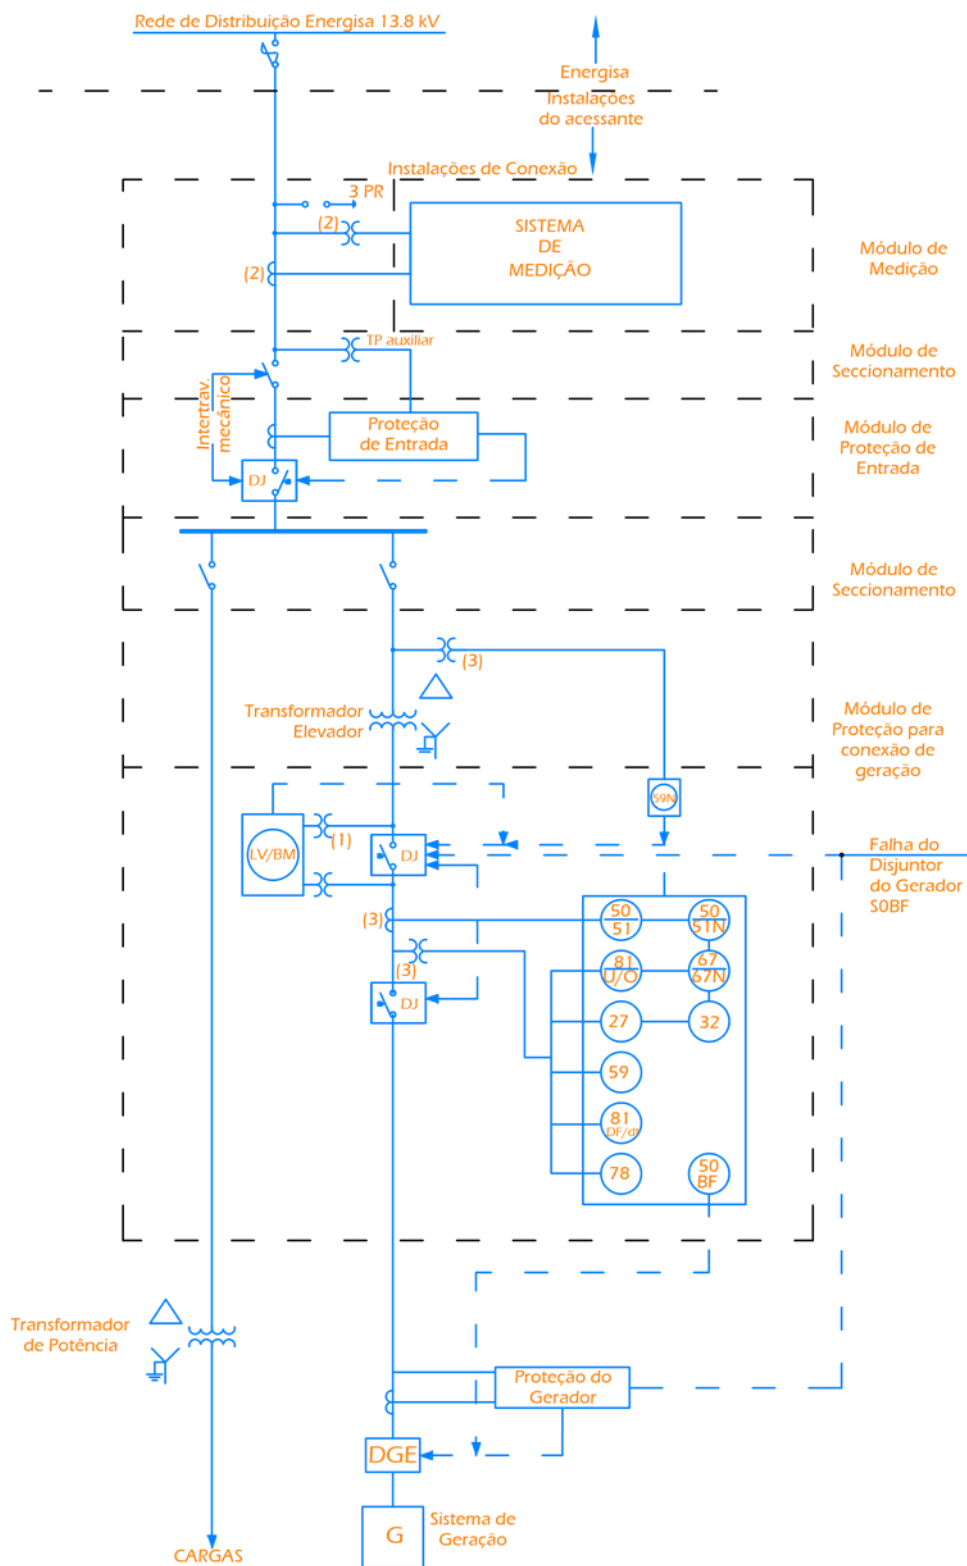 Rede de Distribuição Energisa 13.8 kV
Energisa
Instalações
do acessante
Instalações de Conexão
3 PR
(2)
(2)
SISTEMA
DE
MEDIÇÃO
Módulo de
Medição
TP auxiliar
Módulo de
Seccionamento
Intertrav.
mecânico
Proteção
de Entrada
DJ
Módulo de
Proteção de
Entrada
Módulo de
Seccionamento
(3)
Transformador
Elevador
Módulo de
Proteção para
conexão de
geração
59N
LV/BM
(1)
DJ
Falha do
Disjuntor
do Gerador
S0BF
(3)
50
51
50
51N
(3)
81
U/O
67
67N
DJ
27
32
59
81
DF/dt
78
50
BF
Transformador
de Potência
Proteção do
Gerador
DGE
G
Sistema de
Geração
CARGAS